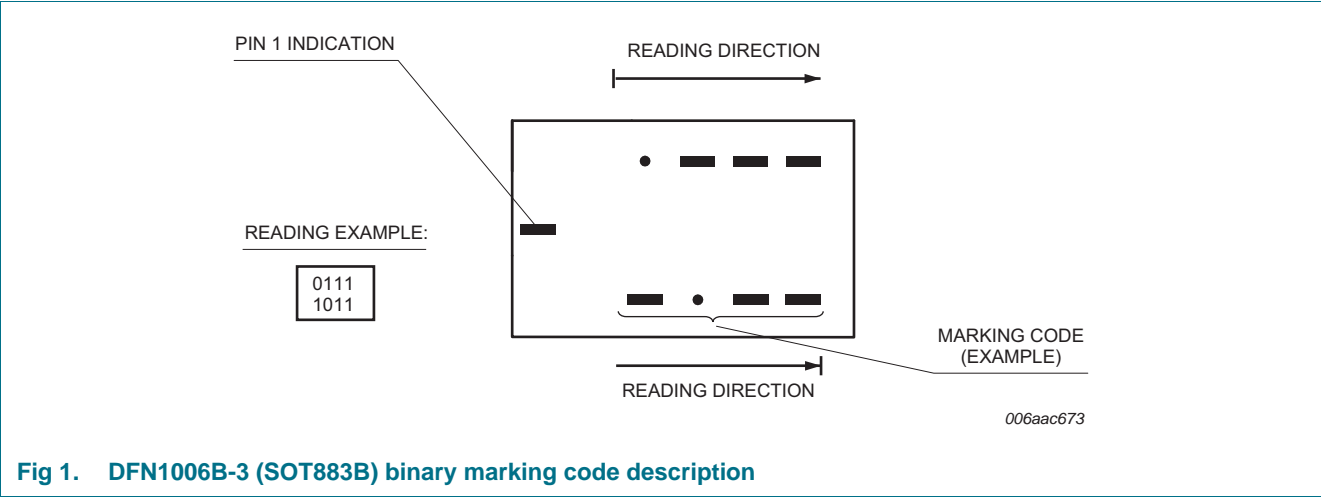 PIN 1 INDICATION
READING DIRECTION
READING EXAMPLE:
0111
1011
MARKING CODE
(EXAMPLE)
READING DIRECTION
006aac673
Fig 1. DFN1006B-3 (SOT883B) binary marking code description